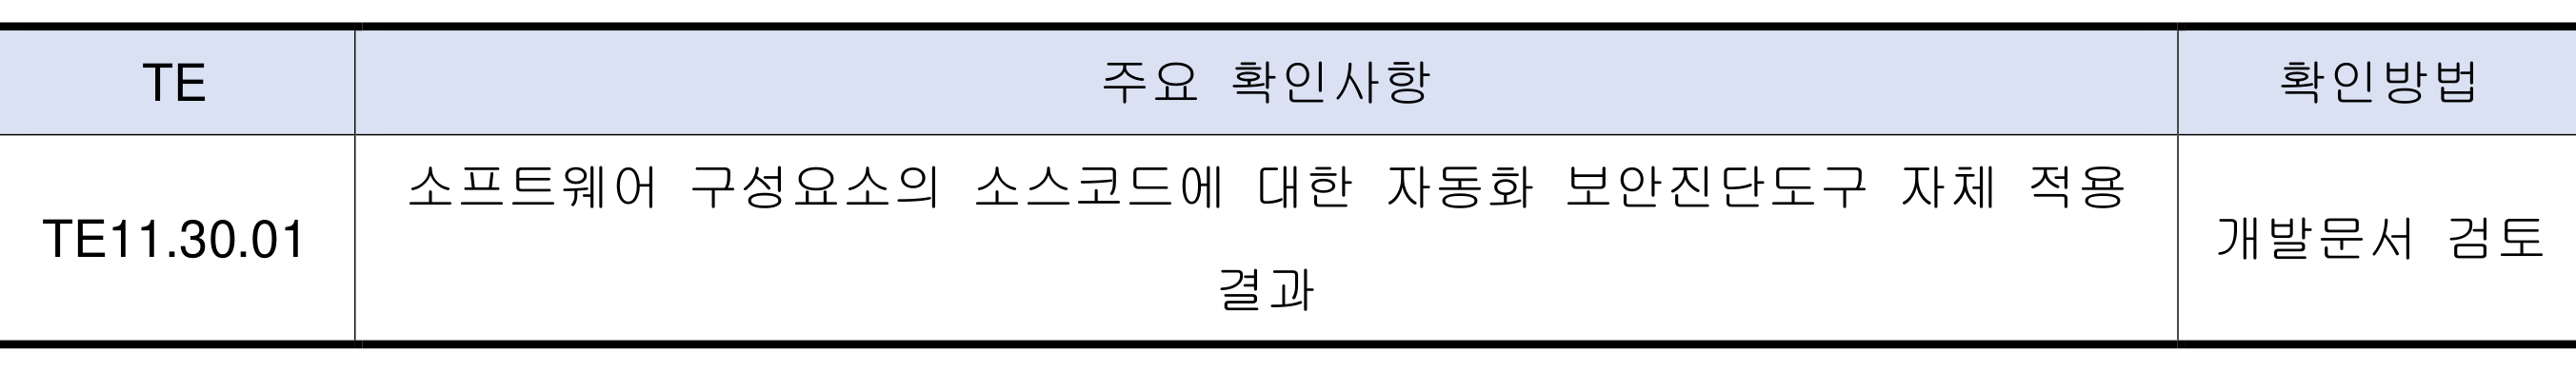 TE 주요 확인사항 확인방법
소프트웨어 구성요소의 소스코드에 대한 자동화 보안진단도구 자체 적용
TE11.30.01 개발문서 검토
결과